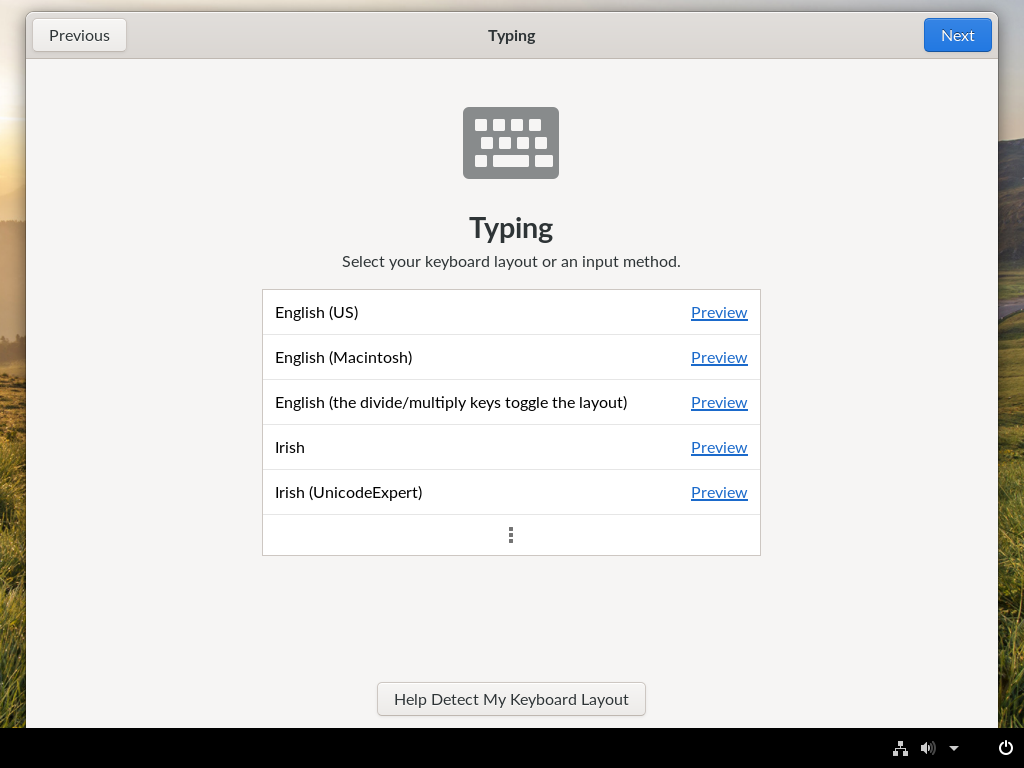 Previous
Typing
Next
Typing
Select your keyboard layout or an input method.
English (US) Preview
English (Macintosh) Preview
English (the divide/multiply keys toggle the layout) Preview
Irish Preview
Irish (UnicodeExpert) Preview
Help Detect My Keyboard Layout